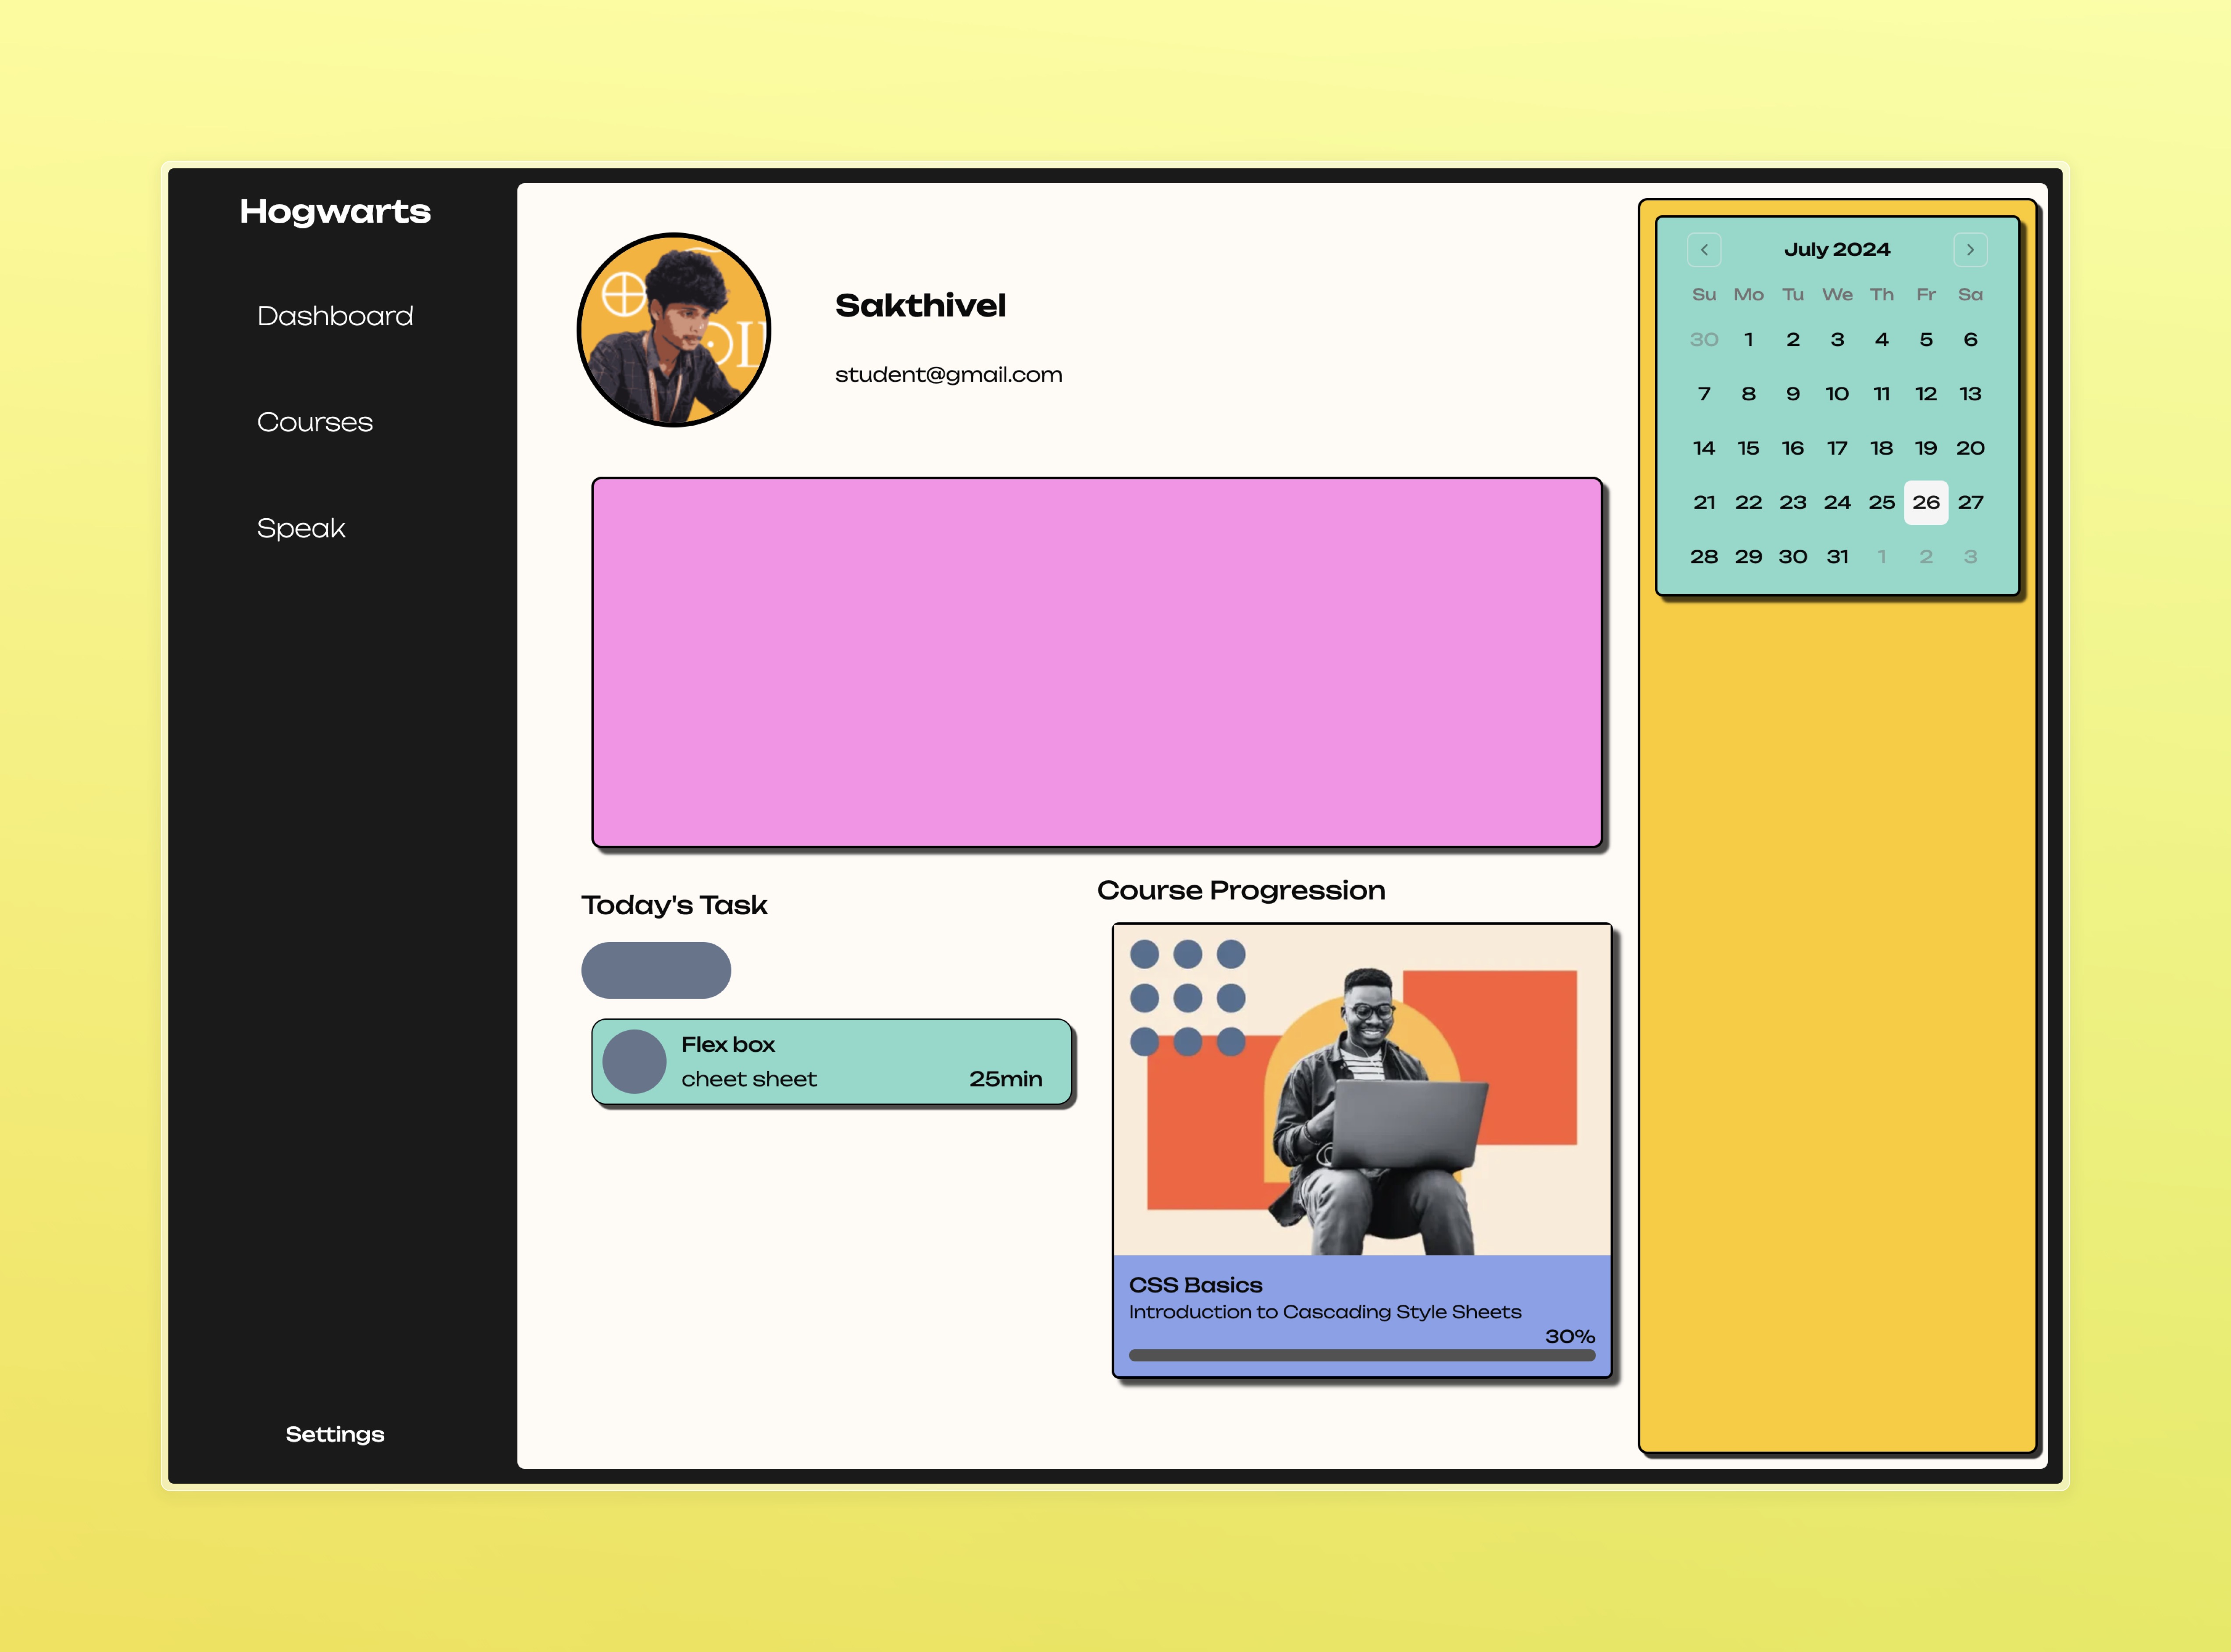 Hogwarts
Dashboard
Courses
Speak
Settings
Sakthivel
student@gmail.com
Today's Task
Flex box
cheet sheet
25min
Course Progression
CSS Basics
Introduction to Cascading Style Sheets
30%
July 2024
Su Mo Tu We Th Fr Sa
30 1 2 3 4 5 6
7 8 9 10 11 12 13
14 15 16 17 18 19 20
21 22 23 24 25 26 27
28 29 30 31 1 2 3